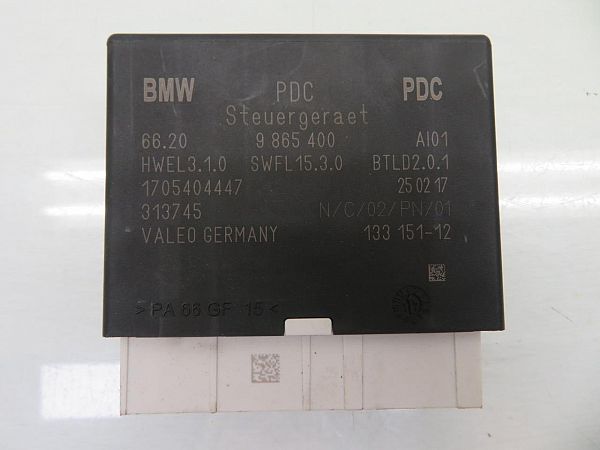 BMW PDC PDC
Steuergeraet
66.20 9 865 400 AI01
HWEL3.1.0 SWFL15.3.0 BTLD2.0.1
1705404447 25 02 17
313745 N/C/02/PN/01
VALEO GERMANY 133 151-12
>PA 66 GF 15<